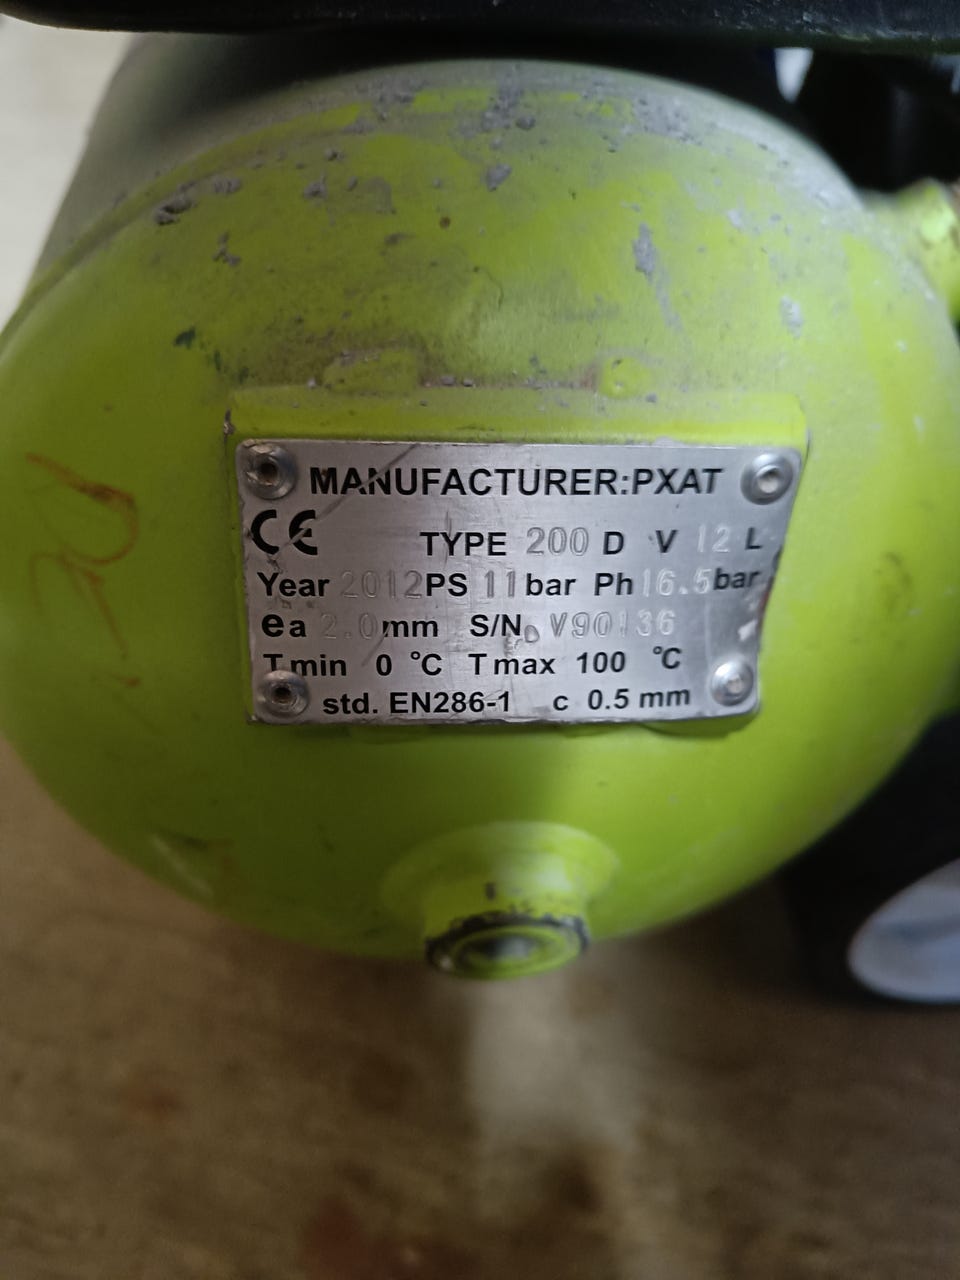 MANUFACTURER:PXAT
CE TYPE 200 D V 12 L
Year 2012 PS 11 bar Ph 16.5 bar
ea 2.0 mm S/N V90136
Tmin 0 °C Tmax 100 °C
std. EN286-1 c 0.5 mm